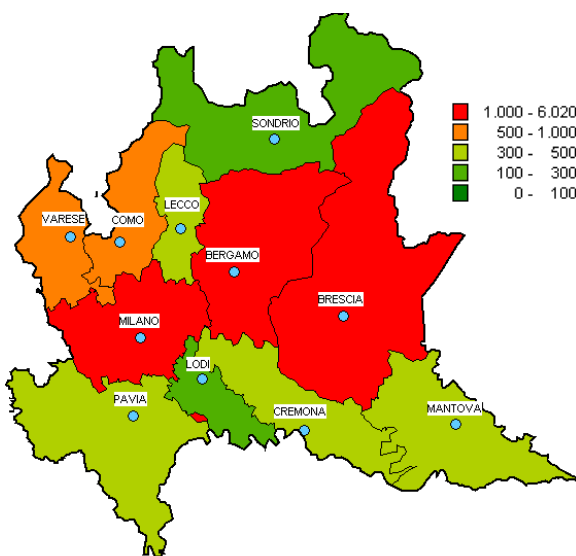 SONDRIO
1.000 - 6.020
500 - 1.000
300 - 500
100 - 300
0 - 100
LECCO
VARESE
COMO
BERGAMO
BRESCIA
MILANO
LODI
PAVIA
CREMONA
MANTOVA